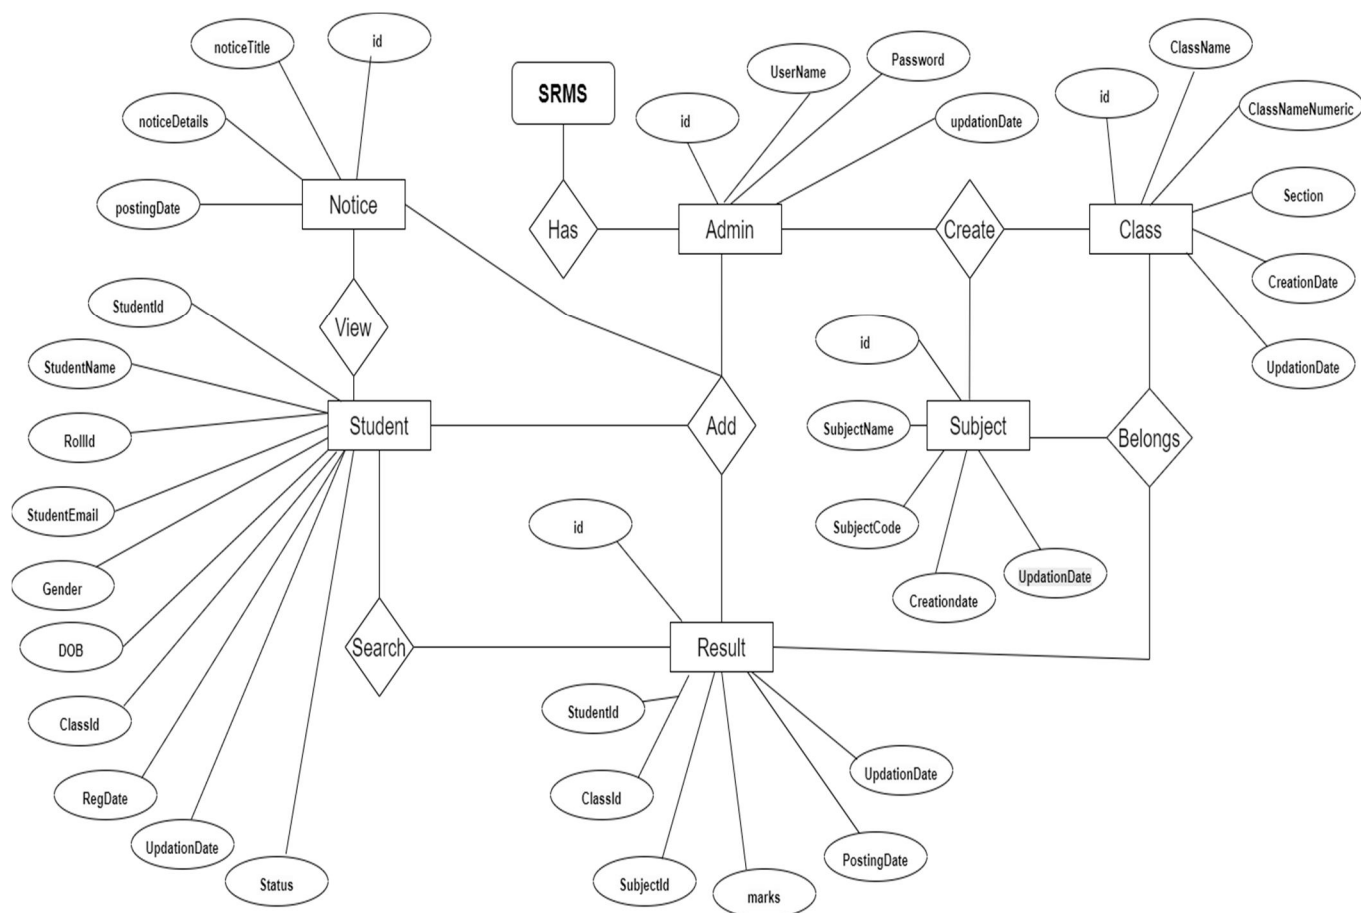 noticeTitle
id
noticeDetails
postingDate
Notice
SRMS
Has
id
UserName
Password
updationDate
Admin
Create
id
ClassName
ClassNameNumeric
Section
CreationDate
UpdationDate
Class
View
StudentId
StudentName
RollId
StudentEmail
Gender
DOB
ClassId
RegDate
UpdationDate
Status
Student
Add
id
SubjectName
SubjectCode
Creationdate
UpdationDate
Subject
Belongs
Search
id
Result
StudentId
ClassId
SubjectId
marks
PostingDate
UpdationDate